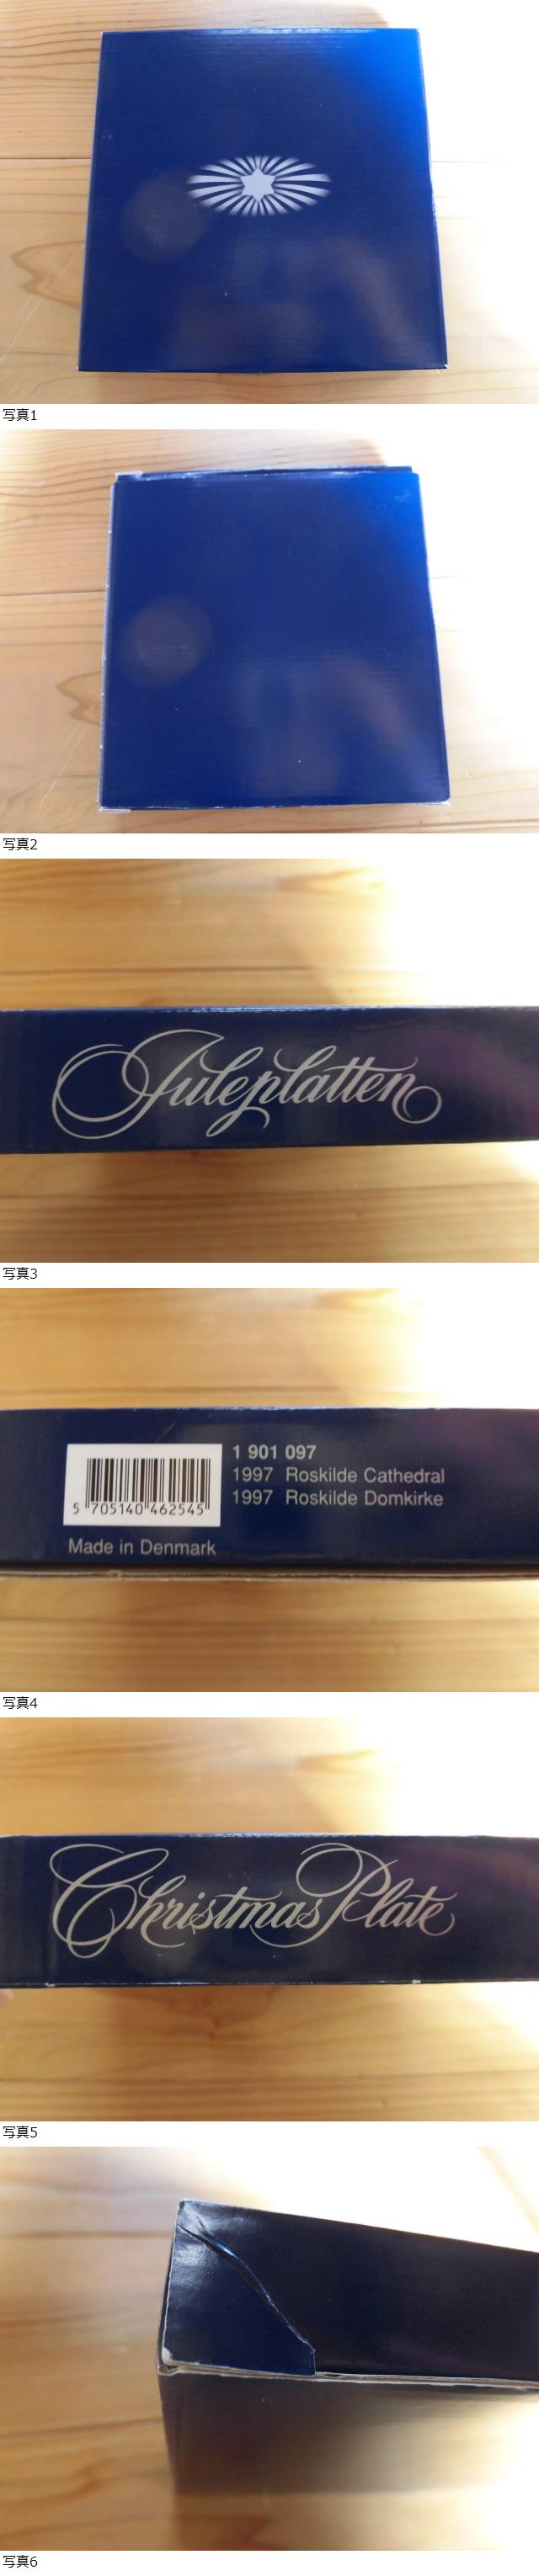 写真1
写真2
Juleplatten
写真3
1 901 097
1997 Roskilde Cathedral
1997 Roskilde Domkirke
5 705140 462545
Made in Denmark
写真4
Christmas Plate
写真5
写真6